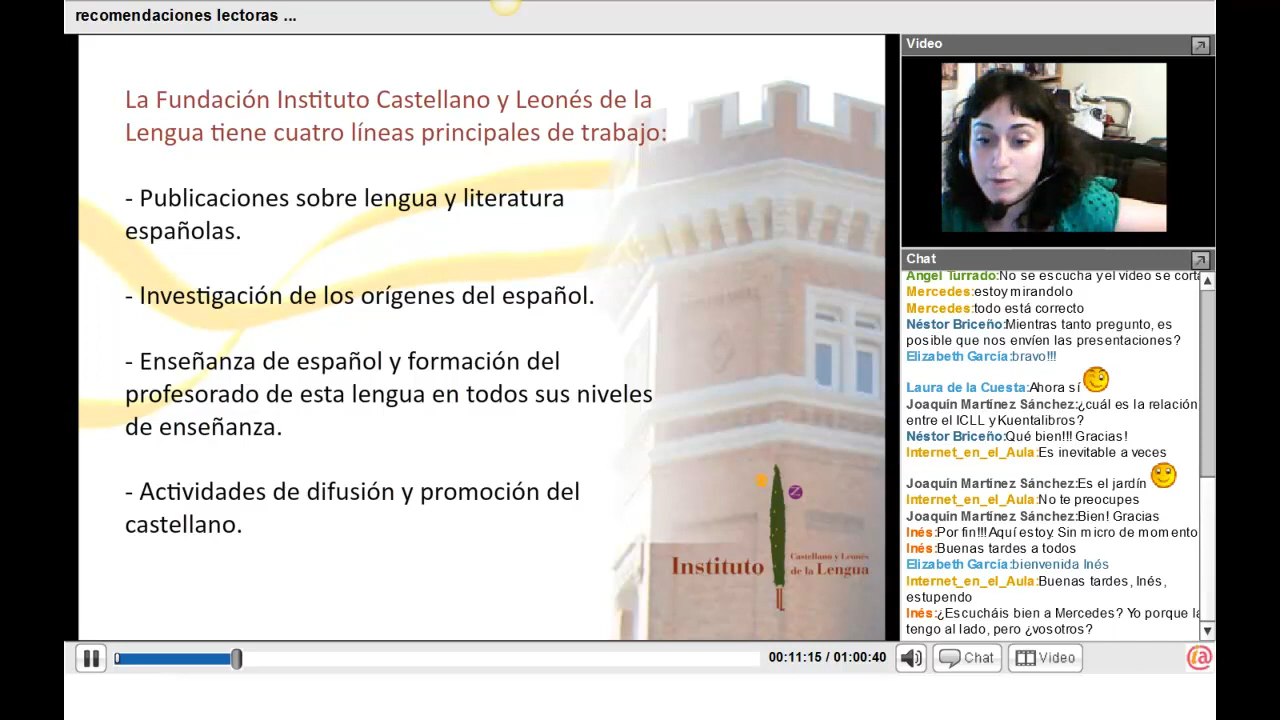 recomendaciones lectoras ...
La Fundación Instituto Castellano y Leonés de la
Lengua tiene cuatro líneas principales de trabajo:
- Publicaciones sobre lengua y literatura
españolas.
- Investigación de los orígenes del español.
- Enseñanza de español y formación del
profesorado de esta lengua en todos sus niveles
de enseñanza.
- Actividades de difusión y promoción del
castellano.
Instituto
Castellano y Leonés
de la Lengua
Video
Chat
Angel Turrado:No se escucha y el video se corta
Mercedes:estoy mirandolo
Mercedes:todo está correcto
Néstor Briceño:Mientras tanto pregunto, es
posible que nos envíen las presentaciones?
Elizabeth García:bravo!!!
Laura de la Cuesta:Ahora sí
Joaquín Martínez Sánchez:¿cuál es la relación
entre el ICLL y Kuentalibros?
Néstor Briceño:Qué bien!!! Gracias!
Internet_en_el_Aula:Es inevitable a veces
Joaquín Martínez Sánchez:Es el jardín
Internet_en_el_Aula:No te preocupes
Joaquín Martínez Sánchez:Bien! Gracias
Inés:Por fin!!! Aquí estoy. Sin micro de momento
Inés:Buenas tardes a todos
Elizabeth García:bienvenida Inés
Internet_en_el_Aula:Buenas tardes, Inés,
estupendo
Inés:¿Escucháis bien a Mercedes? Yo porque la
tengo al lado, pero ¿vosotros?
00:11:15 / 01:00:40
Chat
Video